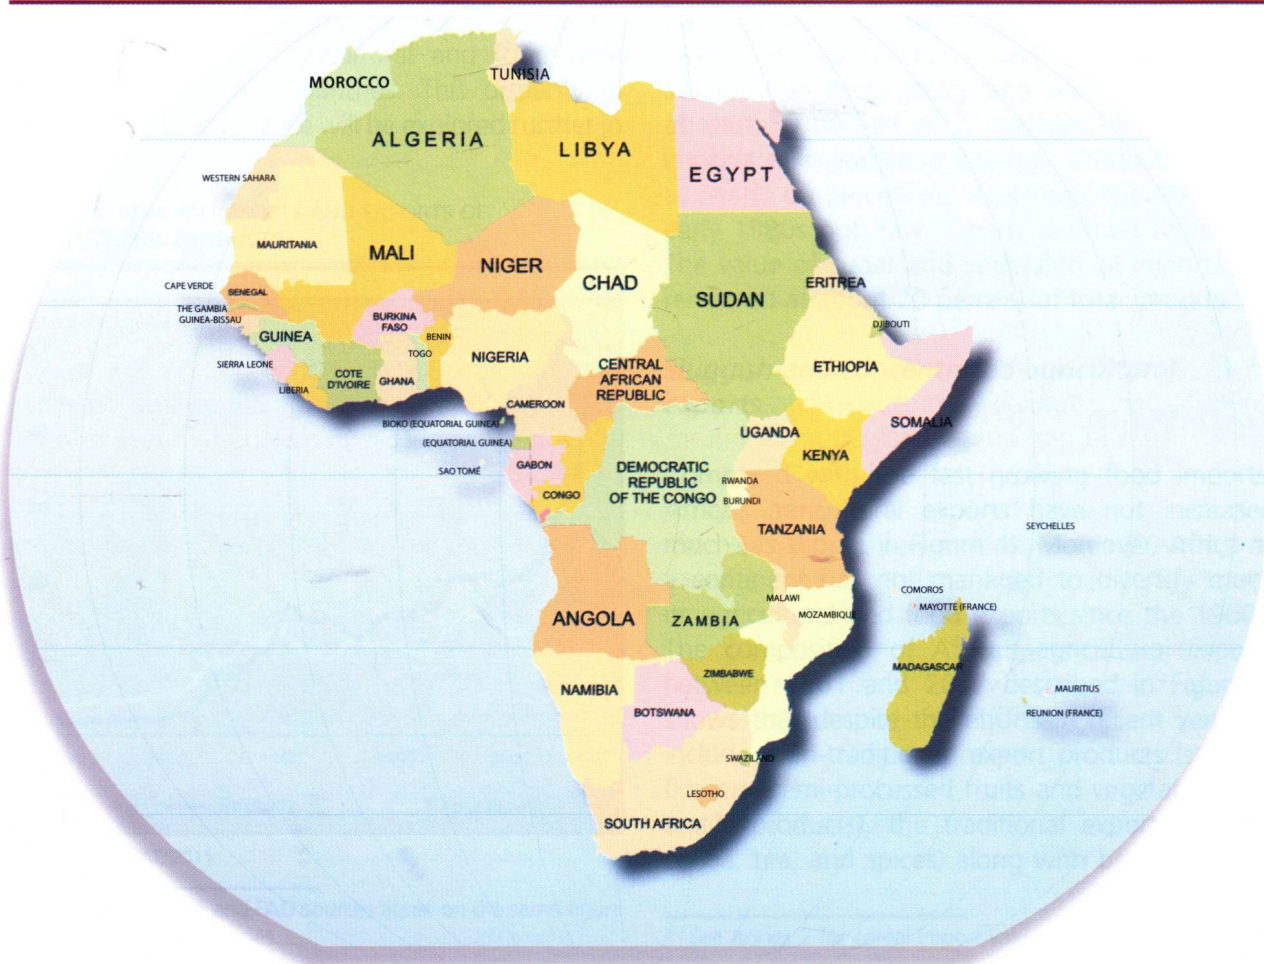 MOROCCO
TUNISIA
ALGERIA
LIBYA
EGYPT
WESTERN SAHARA
MAURITANIA
MALI
NIGER
CHAD
SUDAN
ERITREA
CAPE VERDE
SENEGAL
THE GAMBIA
GUINEA-BISSAU
GUINEA
BURKINA
FASO
BENIN
TOGO
NIGERIA
DJIBOUTI
ETHIOPIA
SIERRA LEONE
LIBERIA
COTE
D'IVOIRE
GHANA
CENTRAL
AFRICAN
REPUBLIC
CAMEROON
BIOKO (EQUATORIAL GUINEA)
(EQUATORIAL GUINEA)
SAO TOMÉ
GABON
CONGO
DEMOCRATIC
REPUBLIC
OF THE CONGO
UGANDA
KENYA
SOMALIA
RWANDA
BURUNDI
TANZANIA
SEYCHELLES
ANGOLA
ZAMBIA
MALAWI
MOZAMBIQUE
COMOROS
MAYOTTE (FRANCE)
MADAGASCAR
MAURITIUS
REUNION (FRANCE)
NAMIBIA
ZIMBABWE
BOTSWANA
SWAZILAND
LESOTHO
SOUTH AFRICA